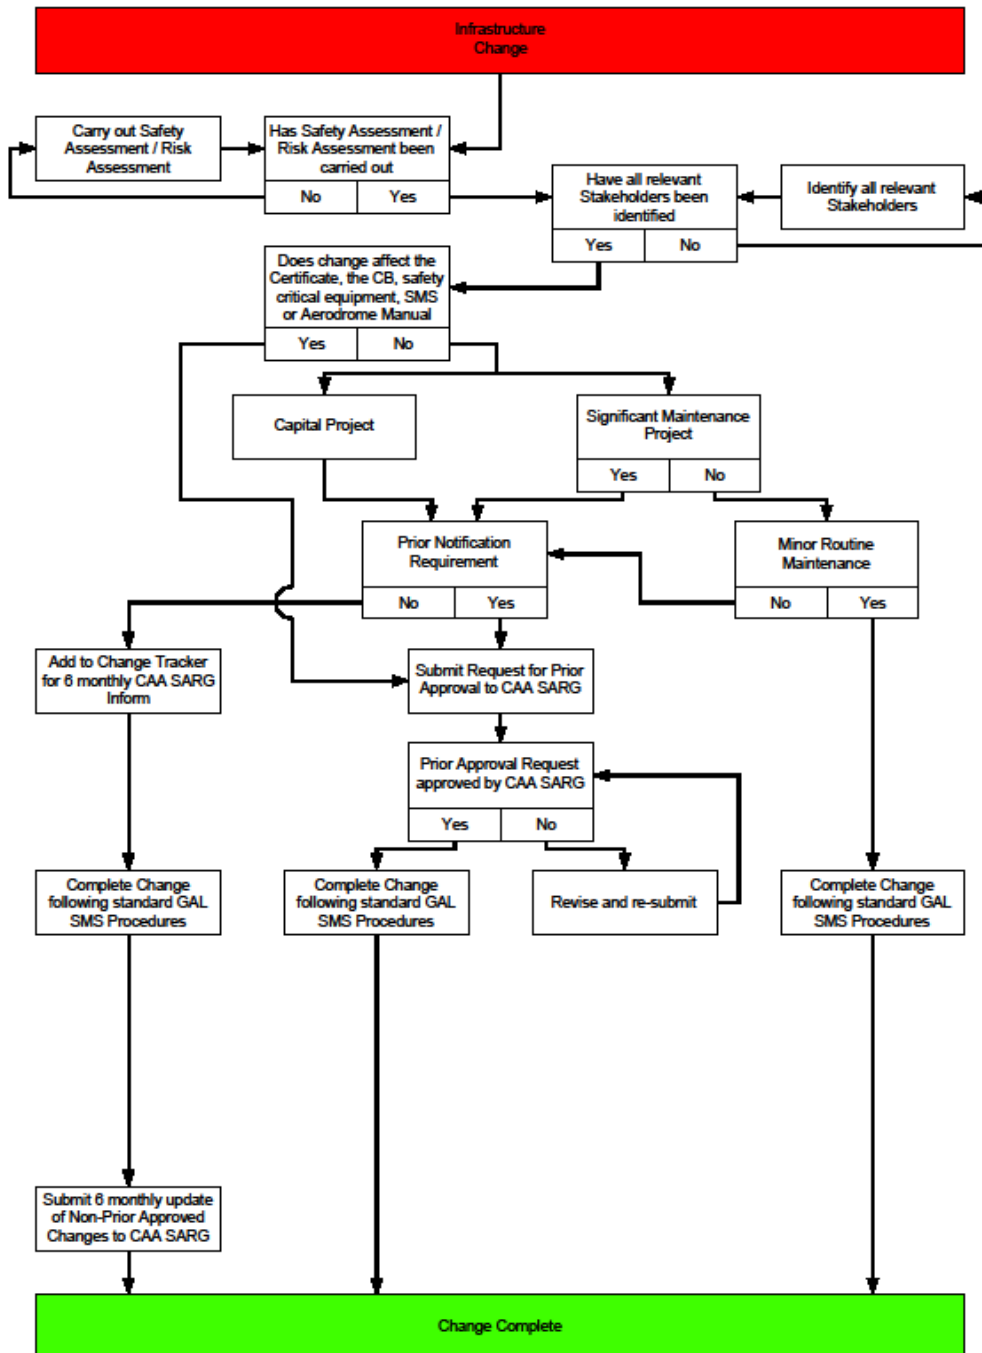 Infrastructure
Change
Carry out Safety
Assessment / Risk
Assessment
Has Safety Assessment /
Risk Assessment been
carried out
No
Yes
Have all relevant
Stakeholders been
identified
Yes
No
Identify all relevant
Stakeholders
Does change affect the
Certificate, the CB, safety
critical equipment, SMS
or Aerodrome Manual
Yes
No
Capital Project
Significant Maintenance
Project
Yes
No
Prior Notification
Requirement
No
Yes
Minor Routine
Maintenance
No
Yes
Add to Change Tracker
for 6 monthly CAA SARG
Inform
Submit Request for Prior
Approval to CAA SARG
Prior Approval Request
approved by CAA SARG
Yes
No
Complete Change
following standard GAL
SMS Procedures
Complete Change
following standard GAL
SMS Procedures
Revise and re-submit
Complete Change
following standard GAL
SMS Procedures
Submit 6 monthly update
of Non-Prior Approved
Changes to CAA SARG
Change Complete